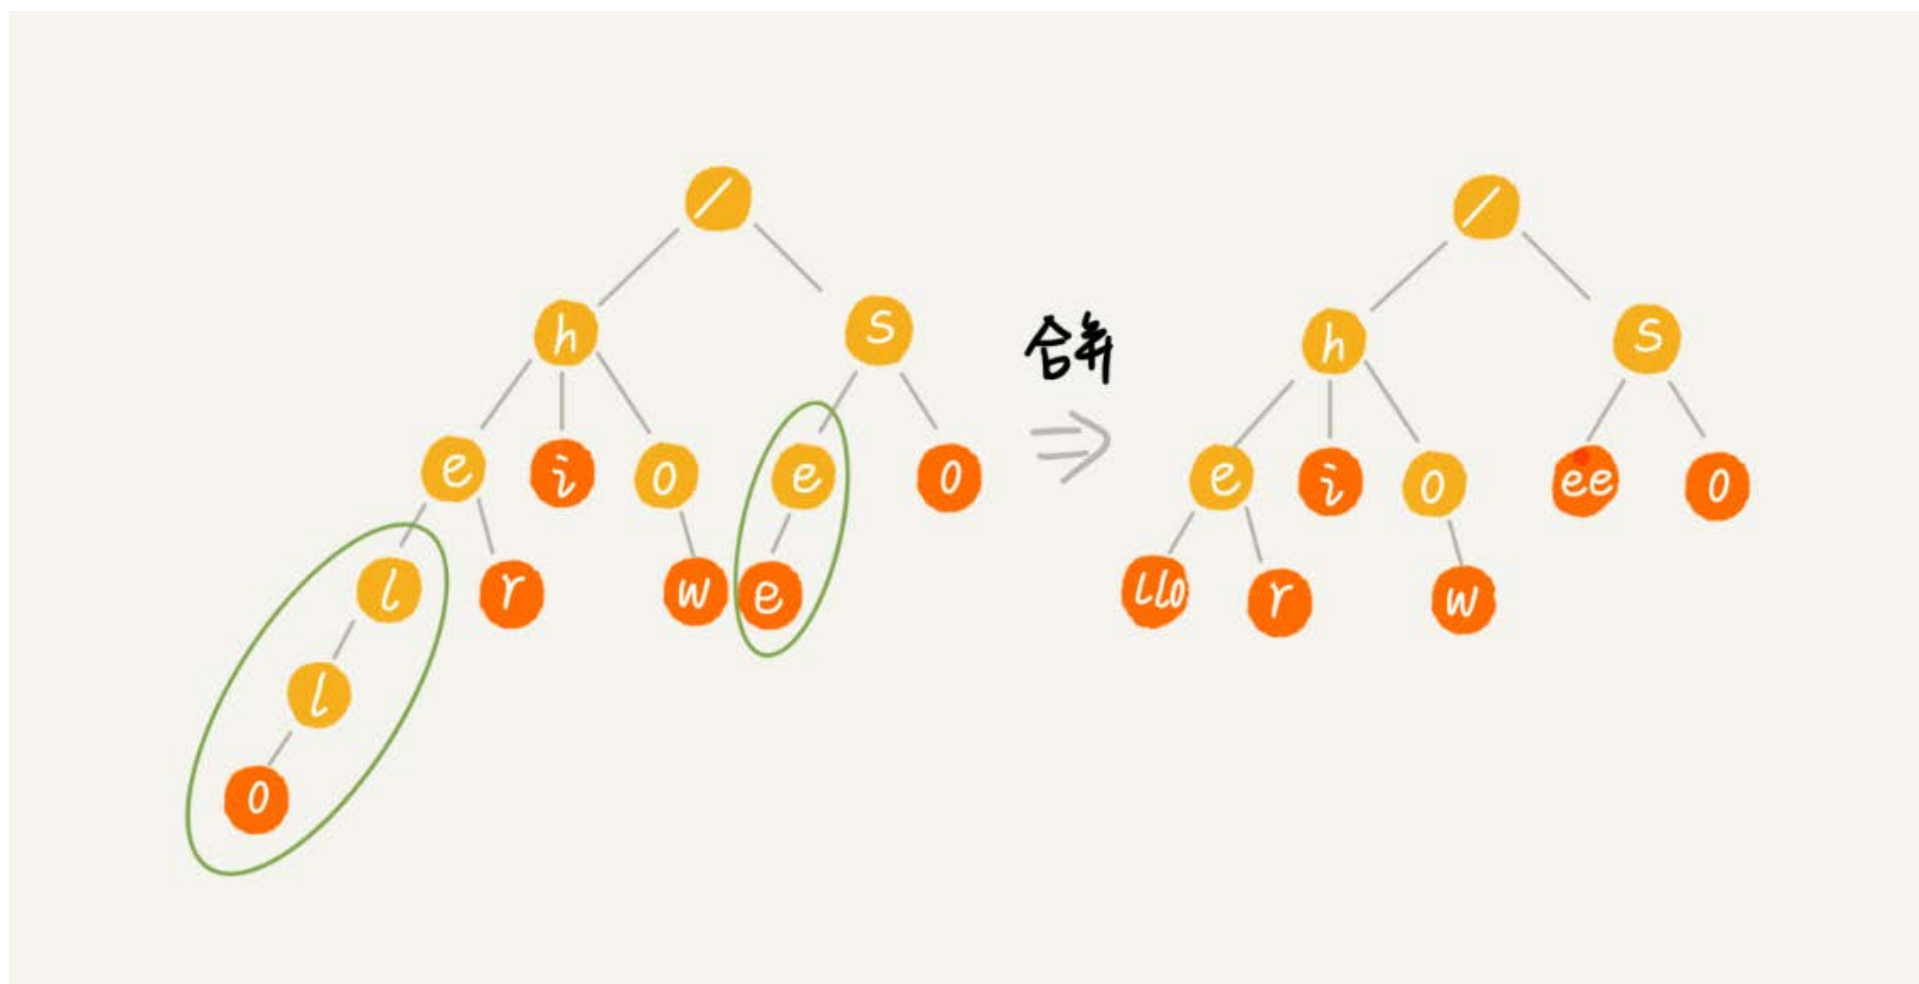 /
h S
e i o e O
l r w e
l
O
合并
/
h S
e i o ee O
LLO r w